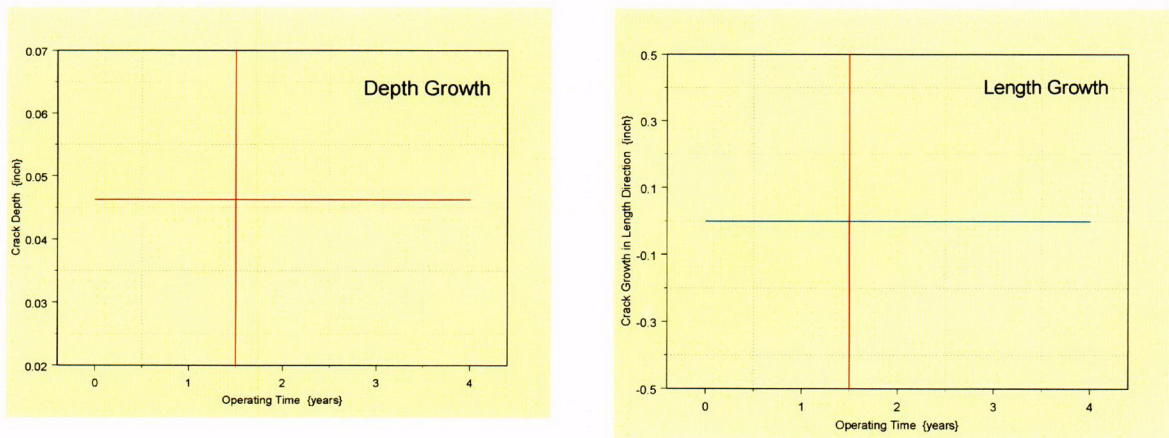 Depth Growth
Crack Depth {inch}
0.07
0.06
0.05
0.04
0.03
0.02
0 1 2 3 4
Operating Time {years}
Length Growth
Crack Growth in Length Direction {inch}
0.5
0.3
0.1
-0.1
-0.3
-0.5
0 1 2 3 4
Operating Time {years}